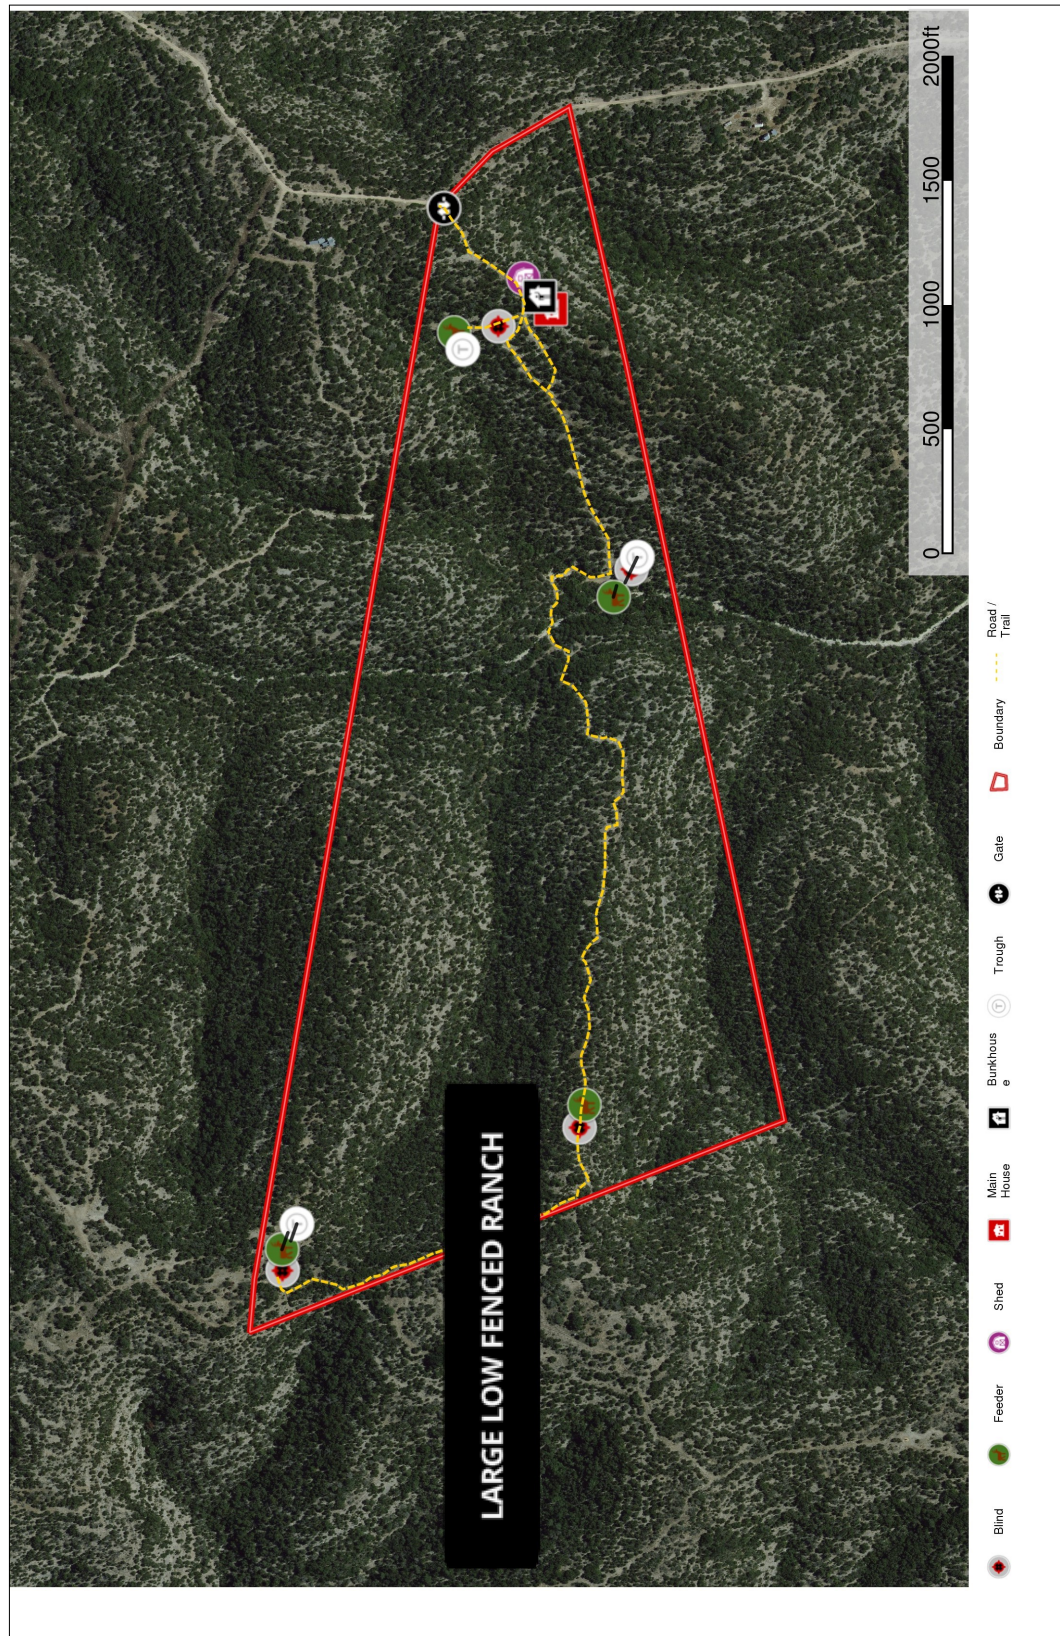 LARGE LOW FENCED RANCH
0
500
1000
1500
2000ft
Blind
Feeder
Shed
Main
House
Bunkhous
e
Trough
Gate
Boundary
Road /
Trail
T
T
T
T